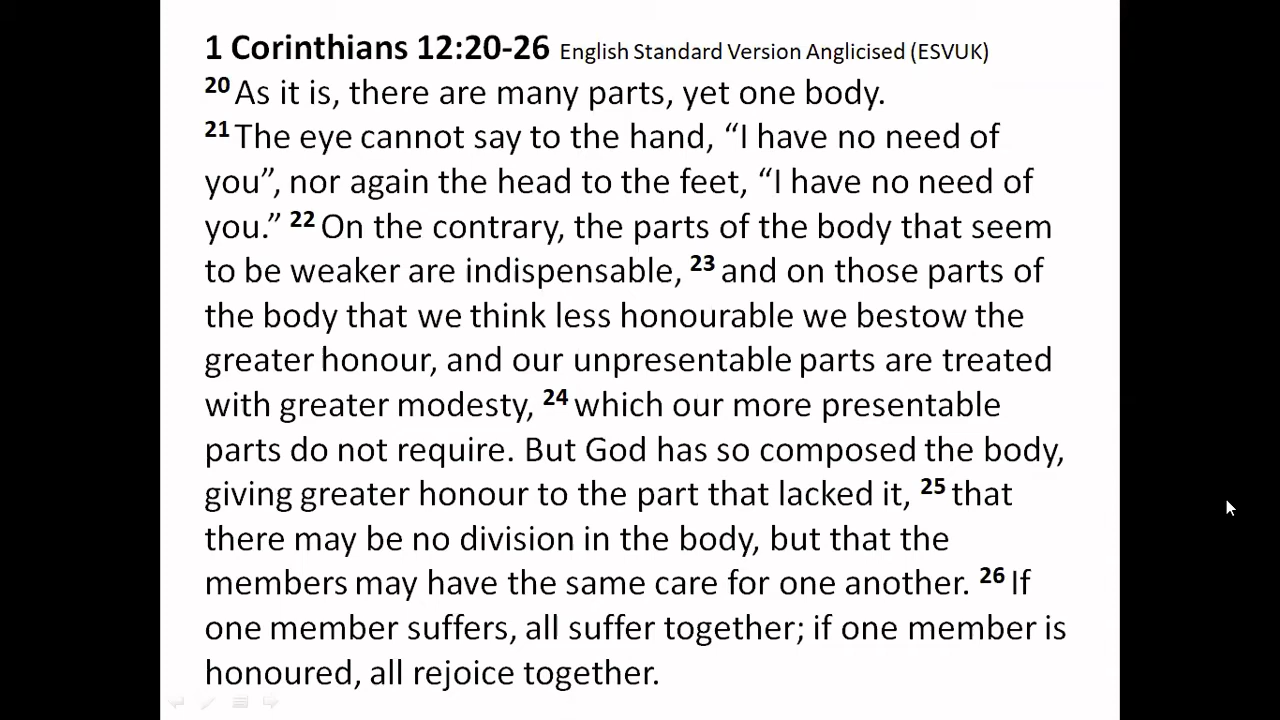 1 Corinthians 12:20-26 English Standard Version Anglicised (ESVUK)
20 As it is, there are many parts, yet one body.
21 The eye cannot say to the hand, “I have no need of
you”, nor again the head to the feet, “I have no need of
you.” 22 On the contrary, the parts of the body that seem
to be weaker are indispensable, 23 and on those parts of
the body that we think less honourable we bestow the
greater honour, and our unpresentable parts are treated
with greater modesty, 24 which our more presentable
parts do not require. But God has so composed the body,
giving greater honour to the part that lacked it, 25 that
there may be no division in the body, but that the
members may have the same care for one another. 26 If
one member suffers, all suffer together; if one member is
honoured, all rejoice together.